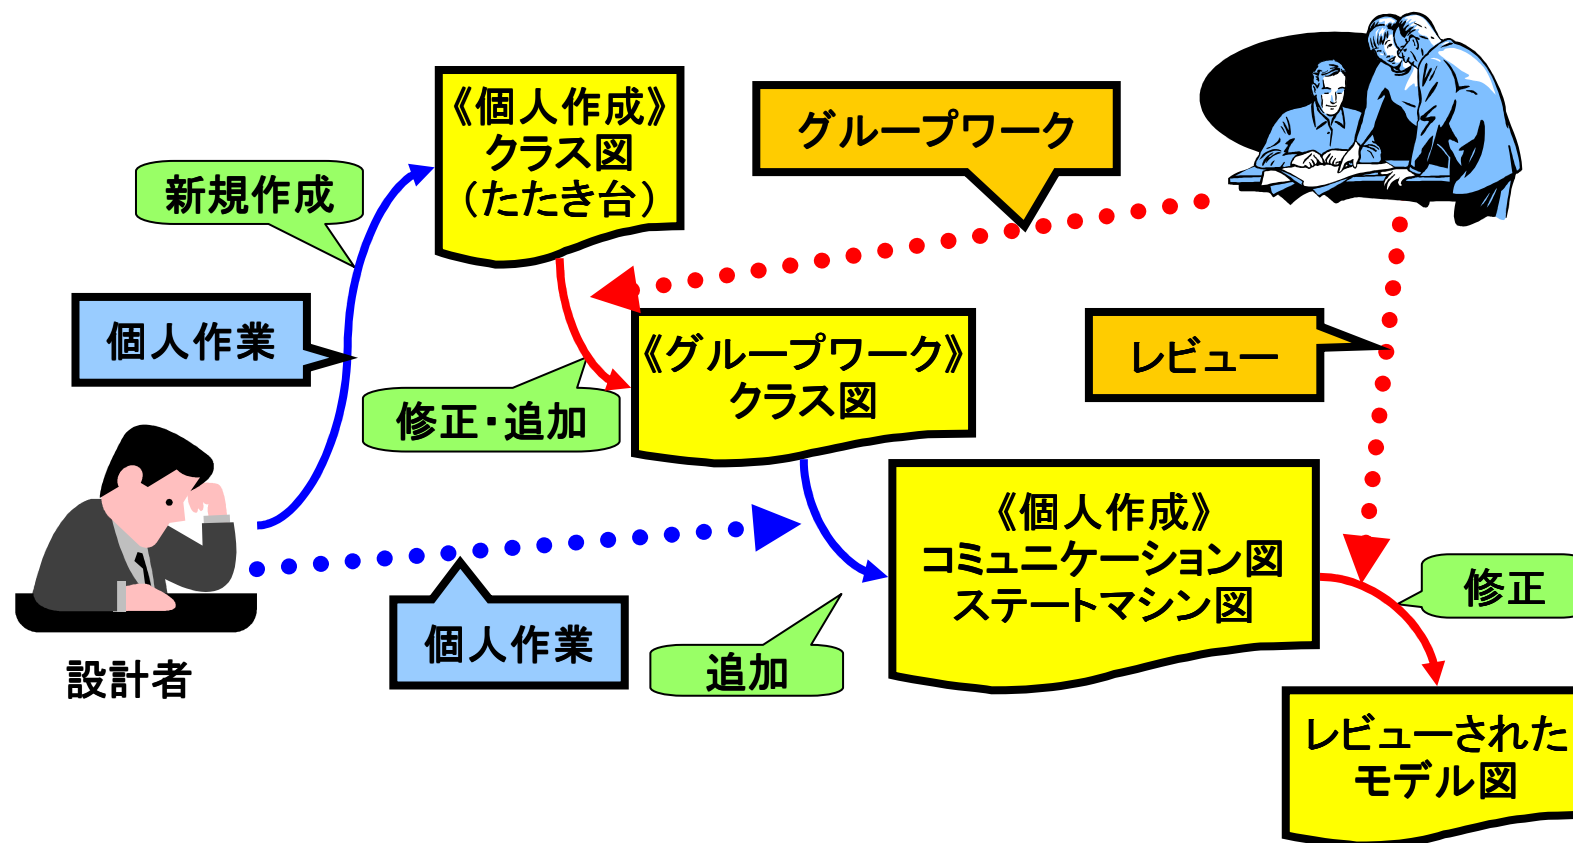 《個人作成》
クラス図
（たたき台）
グループワーク
新規作成
個人作業
《グループワーク》
クラス図
レビュー
修正・追加
《個人作成》
コミュニケーション図
ステートマシン図
修正
個人作業
追加
設計者
レビューされた
モデル図